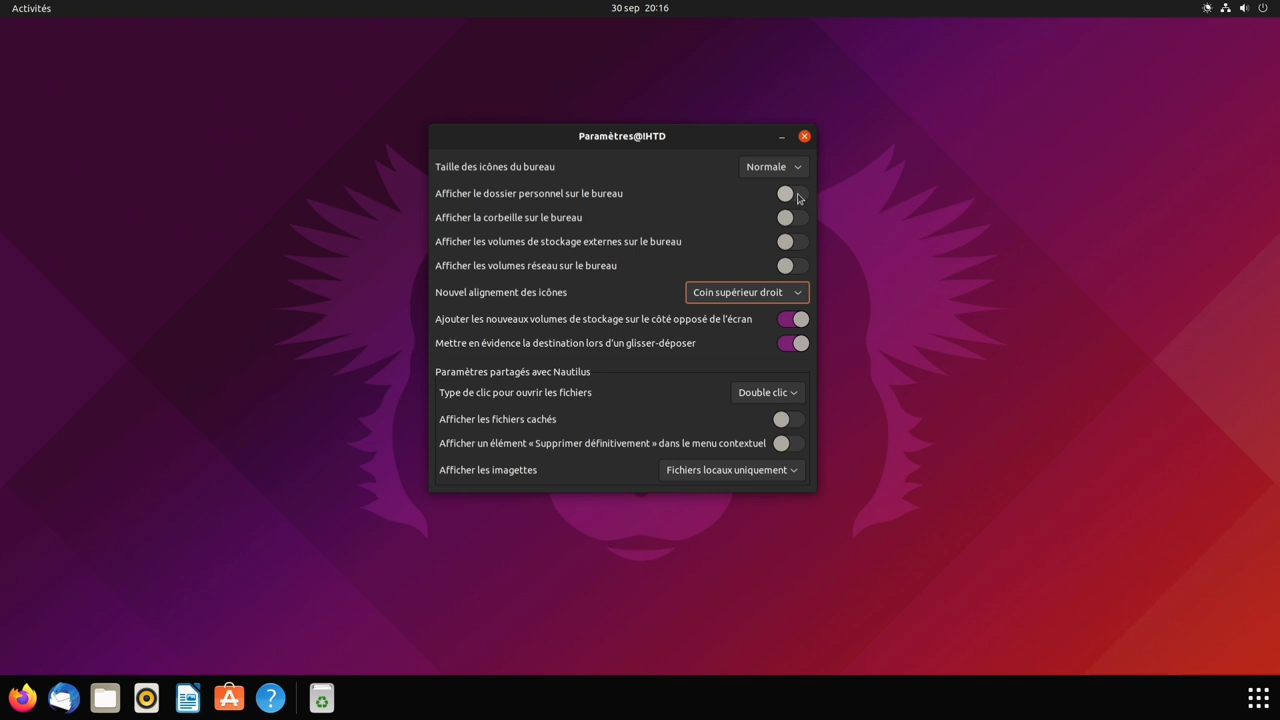 Activités
30 sep 20:16
Paramètres@!HTD
Taille des icônes du bureau
Normale
Afficher le dossier personnel sur le bureau
Afficher la corbeille sur le bureau
Afficher les volumes de stockage externes sur le bureau
Afficher les volumes réseau sur le bureau
Nouvel alignement des icônes
Coin supérieur droit
Ajouter les nouveaux volumes de stockage sur le côté opposé de l’écran
Mettre en évidence la destination lors d’un glisser-déposer
Paramètres partagés avec Nautilus
Type de clic pour ouvrir les fichiers
Double clic
Afficher les fichiers cachés
Afficher un élément « Supprimer définitivement » dans le menu contextuel
Afficher les imagettes
Fichiers locaux uniquement